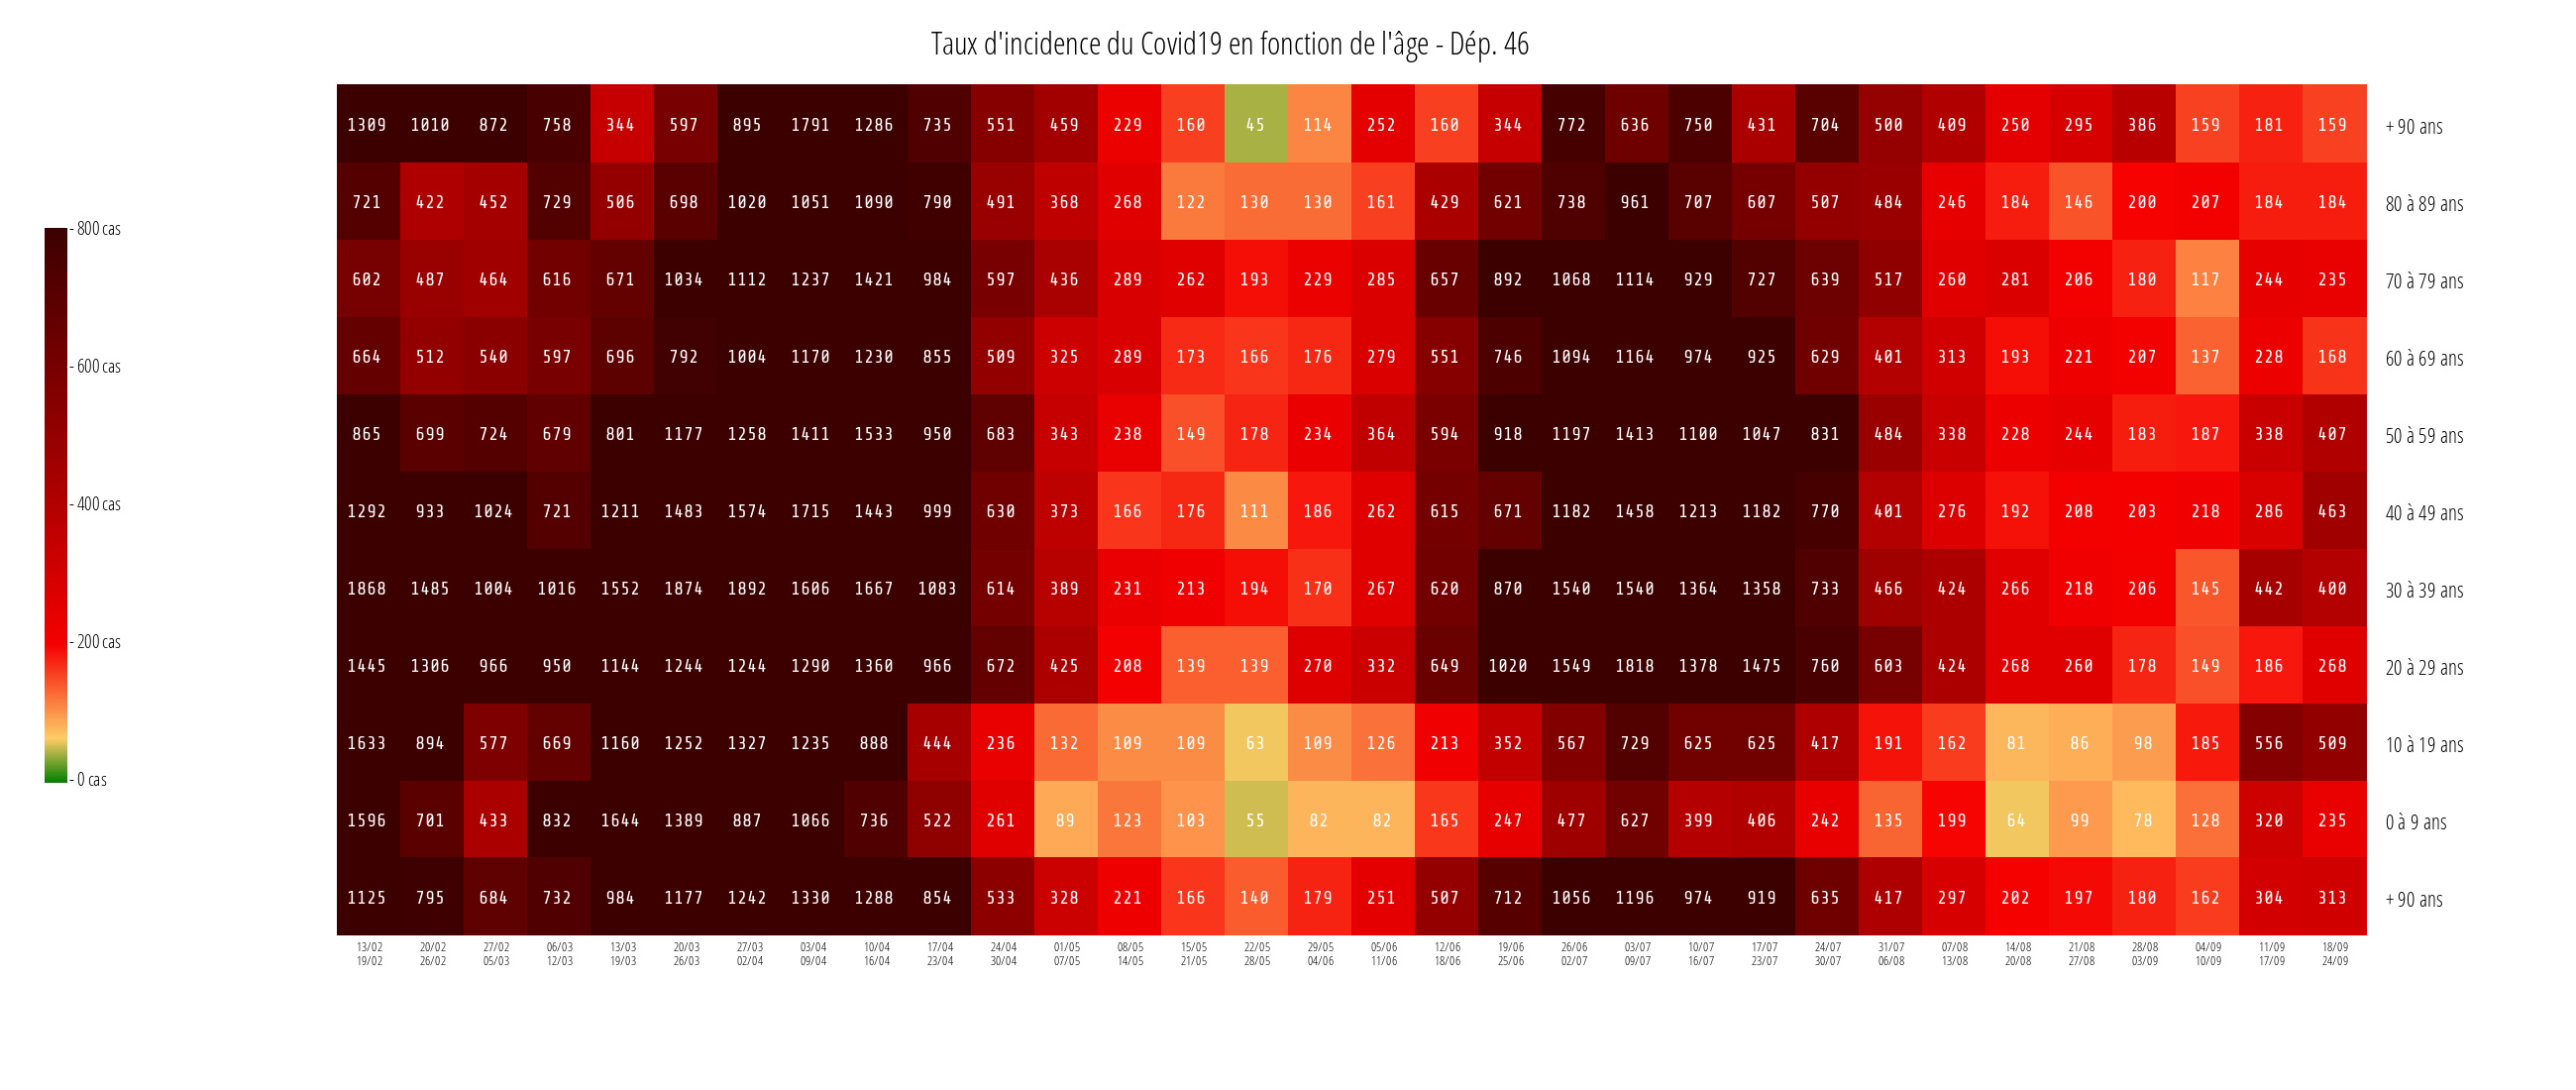 Taux d'incidence du Covid19 en fonction de l'âge - Dép. 46
- 800 cas
- 600 cas
- 400 cas
- 200 cas
- 0 cas
1309 1010 872 758 344 597 895 1791 1286 735 551 459 229 160 45 114 252 160 344 772 636 750 431 704 500 409 250 295 386 159 181 159 + 90 ans
721 422 452 729 506 698 1020 1051 1090 790 491 368 268 122 130 130 161 429 621 738 961 707 607 507 484 246 184 146 200 207 184 184 80 à 89 ans
602 487 464 616 671 1034 1112 1237 1421 984 597 436 289 262 193 229 285 657 892 1068 1114 929 727 639 517 260 281 206 180 117 244 235 70 à 79 ans
664 512 540 597 696 792 1004 1170 1230 855 509 325 289 173 166 176 279 551 746 1094 1164 974 925 629 401 313 193 221 207 137 228 168 60 à 69 ans
865 699 724 679 801 1177 1258 1411 1533 950 683 343 238 149 178 234 364 594 918 1197 1413 1100 1047 831 484 338 228 244 183 187 338 407 50 à 59 ans
1292 933 1024 721 1211 1483 1574 1715 1443 999 630 373 166 176 111 186 262 615 671 1182 1458 1213 1182 770 401 276 192 208 203 218 286 463 40 à 49 ans
1868 1485 1004 1016 1552 1874 1892 1606 1667 1083 614 389 231 213 194 170 267 620 870 1540 1540 1364 1358 733 466 424 266 218 206 145 442 400 30 à 39 ans
1445 1306 966 950 1144 1244 1244 1290 1360 966 672 425 208 139 139 270 332 649 1020 1549 1818 1378 1475 760 603 424 268 260 178 149 186 268 20 à 29 ans
1633 894 577 669 1160 1252 1327 1235 888 444 236 132 109 109 63 109 126 213 352 567 729 625 625 417 191 162 81 86 98 185 556 509 10 à 19 ans
1596 701 433 832 1644 1389 887 1066 736 522 261 89 123 103 55 82 82 165 247 477 627 399 406 242 135 199 64 99 78 128 320 235 0 à 9 ans
1125 795 684 732 984 1177 1242 1330 1288 854 533 328 221 166 140 179 251 507 712 1056 1196 974 919 635 417 297 202 197 180 162 304 313 + 90 ans
13/02 20/02 27/02 06/03 13/03 20/03 27/03 03/04 10/04 17/04 24/04 01/05 08/05 15/05 22/05 29/05 05/06 12/06 19/06 26/06 03/07 10/07 17/07 24/07 31/07 07/08 14/08 21/08 28/08 04/09 11/09 18/09
19/02 26/02 05/03 12/03 19/03 26/03 02/04 09/04 16/04 23/04 30/04 07/05 14/05 21/05 28/05 04/06 11/06 18/06 25/06 02/07 09/07 16/07 23/07 30/07 06/08 13/08 20/08 27/08 03/09 10/09 17/09 24/09